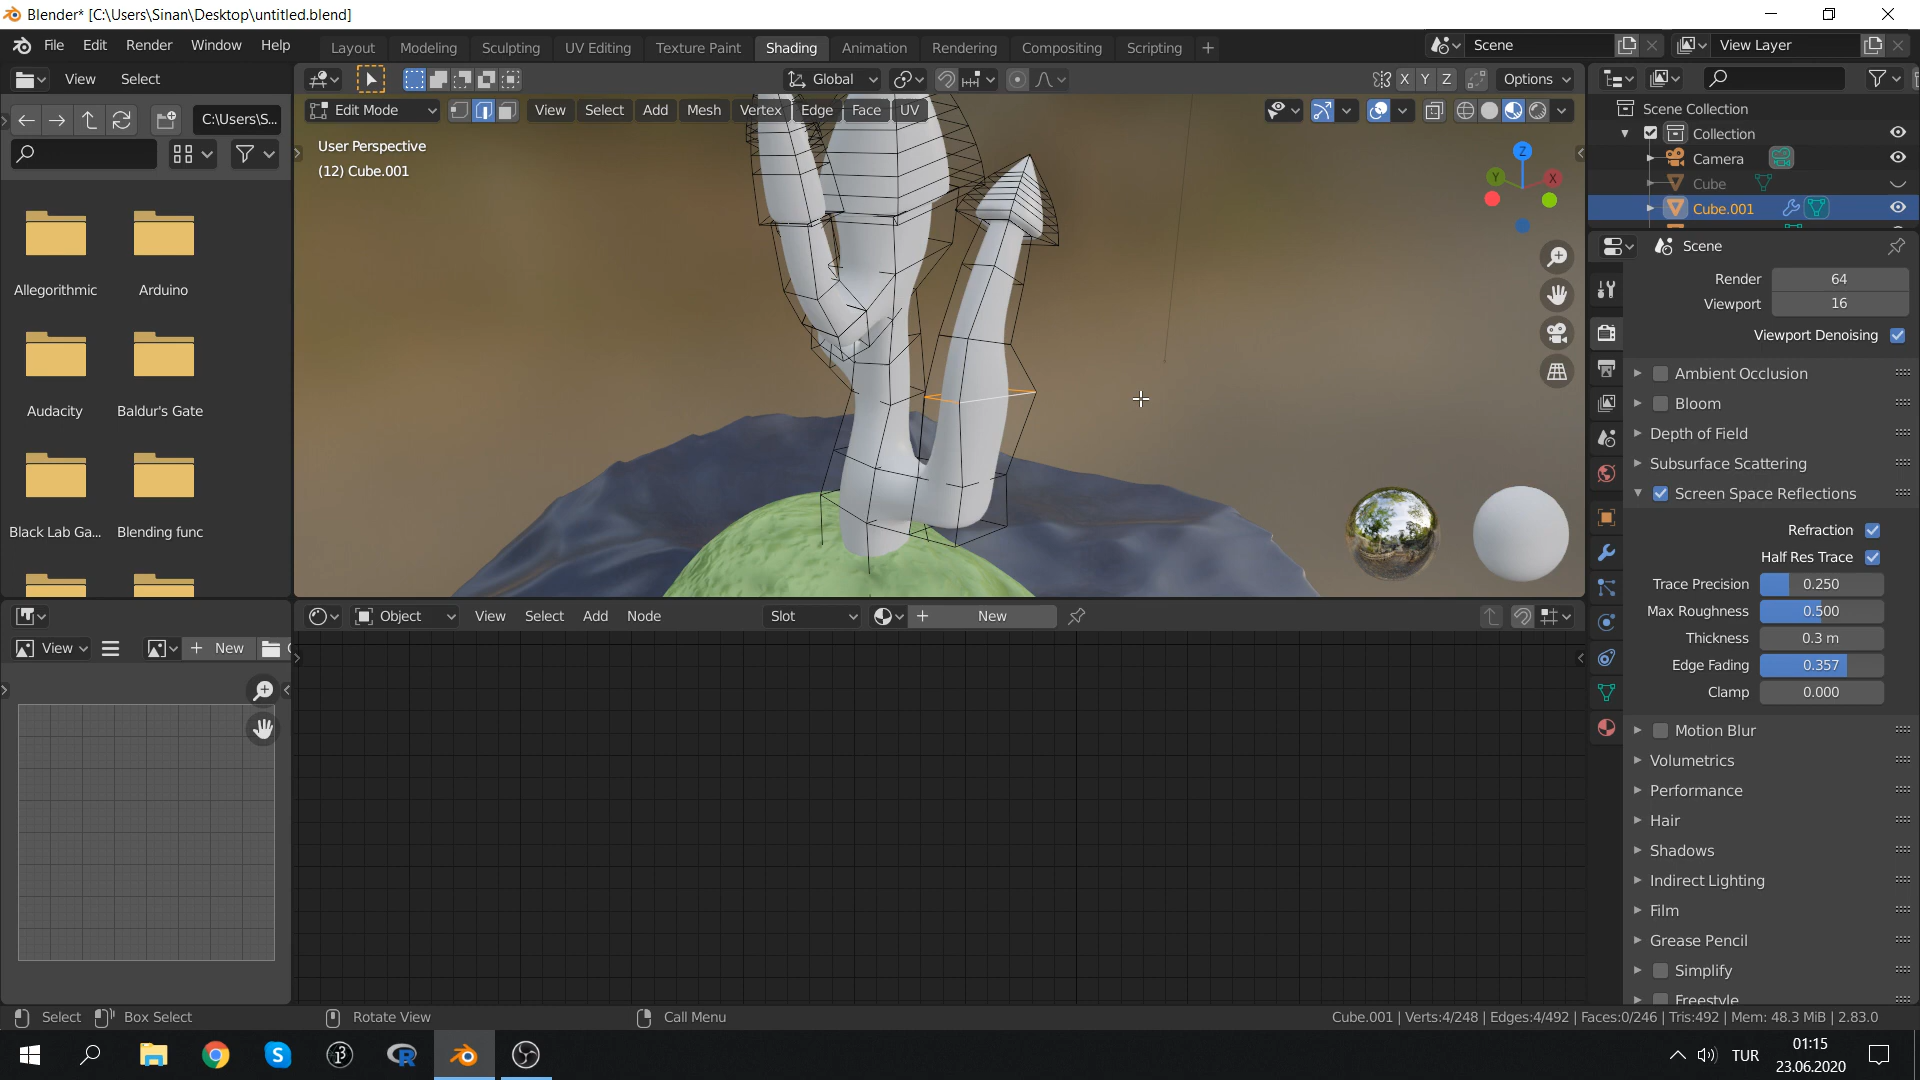 Blender* [C:\Users\Sinan\Desktop\untitled.blend]
File Edit Render Window Help Layout Modeling Sculpting UV Editing Texture Paint Shading Animation Rendering Compositing Scripting + Scene View Layer
View Select Global X Y Z Options
Edit Mode View Select Add Mesh Vertex Edge Face UV
C:\Users\S...
User Perspective
(12) Cube.001
Z
Y
X
Allegorithmic Arduino
Audacity Baldur's Gate
Black Lab Ga... Blending func
Scene Collection
Collection
Camera
Cube
Cube.001
Scene
Render 64
Viewport 16
Viewport Denoising
Ambient Occlusion
Bloom
Depth of Field
Subsurface Scattering
Screen Space Reflections
Refraction
Half Res Trace
Trace Precision 0.250
Max Roughness 0.500
Thickness 0.3 m
Edge Fading 0.357
Clamp 0.000
Motion Blur
Volumetrics
Performance
Hair
Shadows
Indirect Lighting
Film
Grease Pencil
Simplify
Freestyle
Object View Select Add Node Slot + New
View + New
Select Box Select Rotate View Call Menu Cube.001 | Verts:4/248 | Edges:4/492 | Faces:0/246 | Tris:492 | Mem: 48.3 MiB | 2.83.0
TUR
01:15
23.06.2020